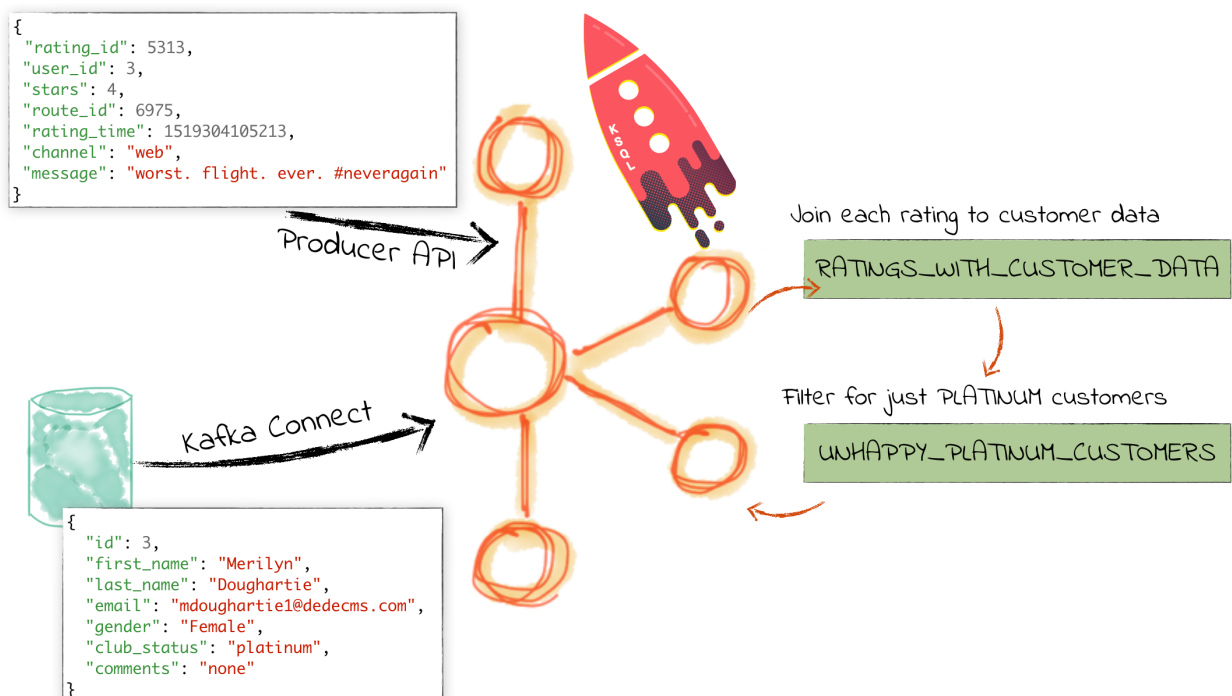 {
"rating_id": 5313,
"user_id": 3,
"stars": 4,
"route_id": 6975,
"rating_time": 1519304105213,
"channel": "web",
"message": "worst. flight. ever. #neveragain"
}
Producer API
KSQL
Join each rating to customer data
RATINGS_WITH_CUSTOMER_DATA
Filter for just PLATINUM customers
UNHAPPY_PLATINUM_CUSTOMERS
Kafka Connect
{
"id": 3,
"first_name": "Merilyn",
"last_name": "Doughartie",
"email": "mdoughartie1@dedecms.com",
"gender": "Female",
"club_status": "platinum",
"comments": "none"
}